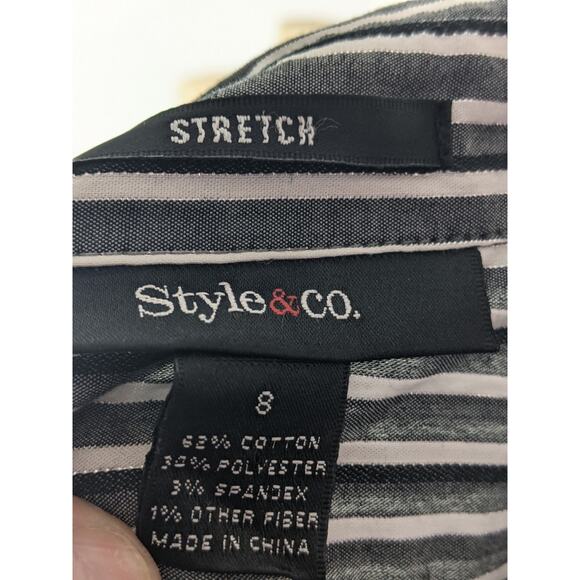 STRETCH
Style&co.
8
62% COTTON
34% POLYESTER
3% SPANDEX
1% OTHER FIBER
MADE IN CHINA